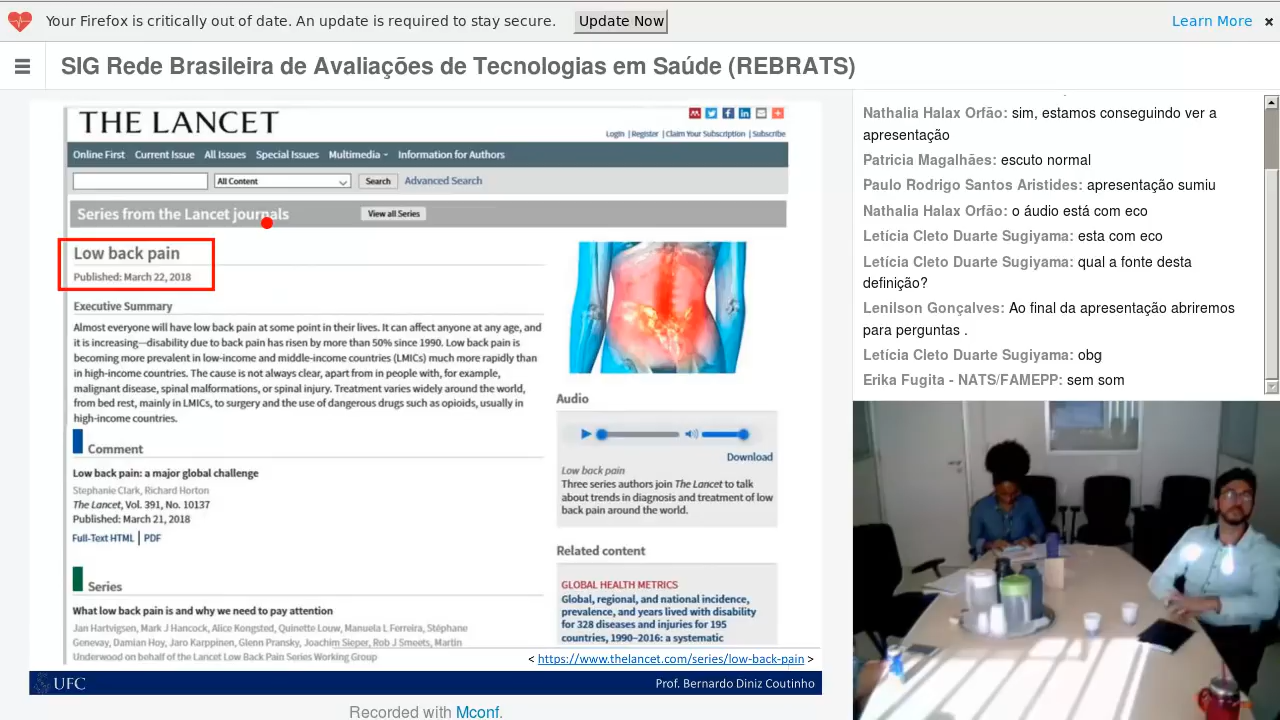 Your Firefox is critically out of date. An update is required to stay secure. Update Now Learn More ×
SIG Rede Brasileira de Avaliações de Tecnologias em Saúde (REBRATS)
THE LANCET
Login | Register | Claim Your Subscription | Subscribe
Online First Current Issue All Issues Special Issues Multimedia Information for Authors
All Content Search Advanced Search
Series from the Lancet journals View all Series
Low back pain
Published: March 22, 2018
Executive Summary
Almost everyone will have low back pain at some point in their lives. It can affect anyone at any age, and
it is increasing—disability due to back pain has risen by more than 50% since 1990. Low back pain is
becoming more prevalent in low-income and middle-income countries (LMICs) much more rapidly than
in high-income countries. The cause is not always clear, apart from in people with, for example,
malignant disease, spinal malformations, or spinal injury. Treatment varies widely around the world,
from bed rest, mainly in LMICs, to surgery and the use of dangerous drugs such as opioids, usually in
high-income countries.
Comment
Low back pain: a major global challenge
Stephanie Clark, Richard Horton
The Lancet, Vol. 391, No. 10137
Published: March 21, 2018
Full-Text HTML | PDF
Series
What low back pain is and why we need to pay attention
Jan Hartvigsen, Mark J Hancock, Alice Kongsted, Quinette Louw, Manuela L Ferreira, Stéphane
Genevay, Damian Hoy, Jaro Karppinen, Glenn Pransky, Joachim Sieper, Rob J Smeets, Martin
Underwood on behalf of the Lancet Low Back Pain Series Working Group
Audio
Download
Low back pain
Three series authors join The Lancet to talk
about trends in diagnosis and treatment of low
back pain around the world.
Related content
GLOBAL HEALTH METRICS
Global, regional, and national incidence,
prevalence, and years lived with disability
for 328 diseases and injuries for 195
countries, 1990–2016: a systematic
< https://www.thelancet.com/series/low-back-pain >
UFC
Prof. Bernardo Diniz Coutinho
Recorded with Mconf.
Nathalia Halax Orfão: sim, estamos conseguindo ver a
apresentação
Patricia Magalhães: escuto normal
Paulo Rodrigo Santos Aristides: apresentação sumiu
Nathalia Halax Orfão: o áudio está com eco
Letícia Cleto Duarte Sugiyama: esta com eco
Letícia Cleto Duarte Sugiyama: qual a fonte desta
definição?
Lenilson Gonçalves: Ao final da apresentação abriremos
para perguntas .
Letícia Cleto Duarte Sugiyama: obg
Erika Fugita - NATS/FAMEPP: sem som